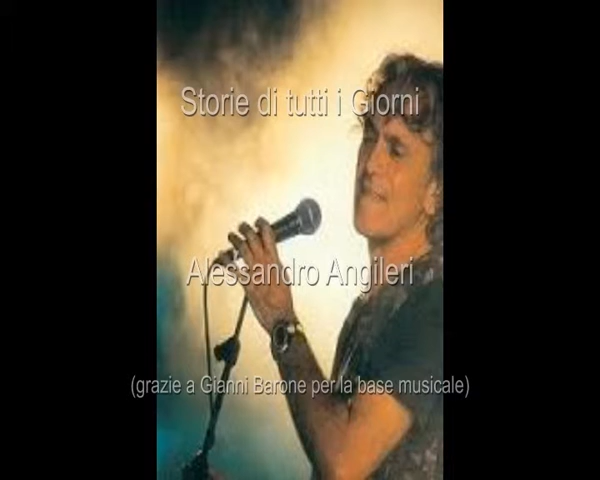 Storie di tutti i Giorni
Alessandro Angileri
(grazie a Gianni Barone per la base musicale)